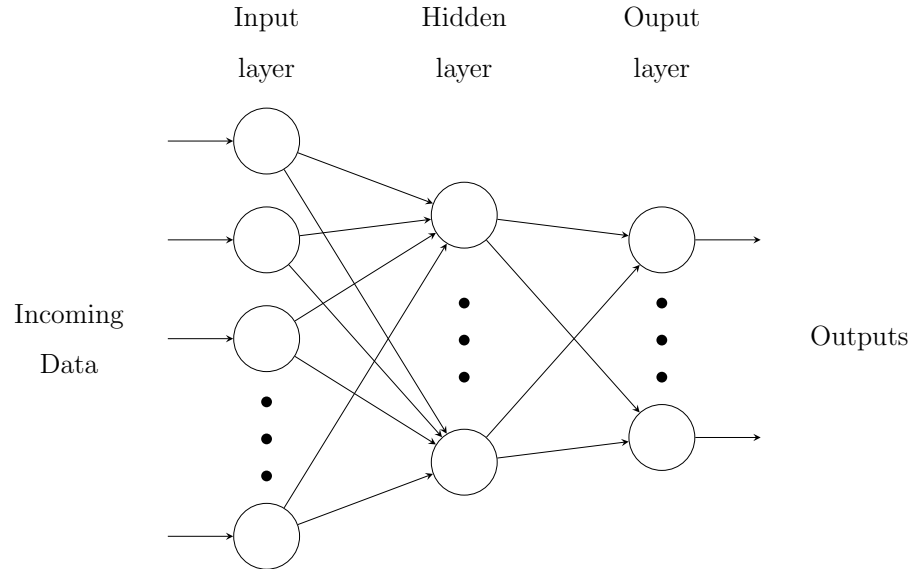 Input
layer
Hidden
layer
Ouput
layer
Incoming
Data
Outputs